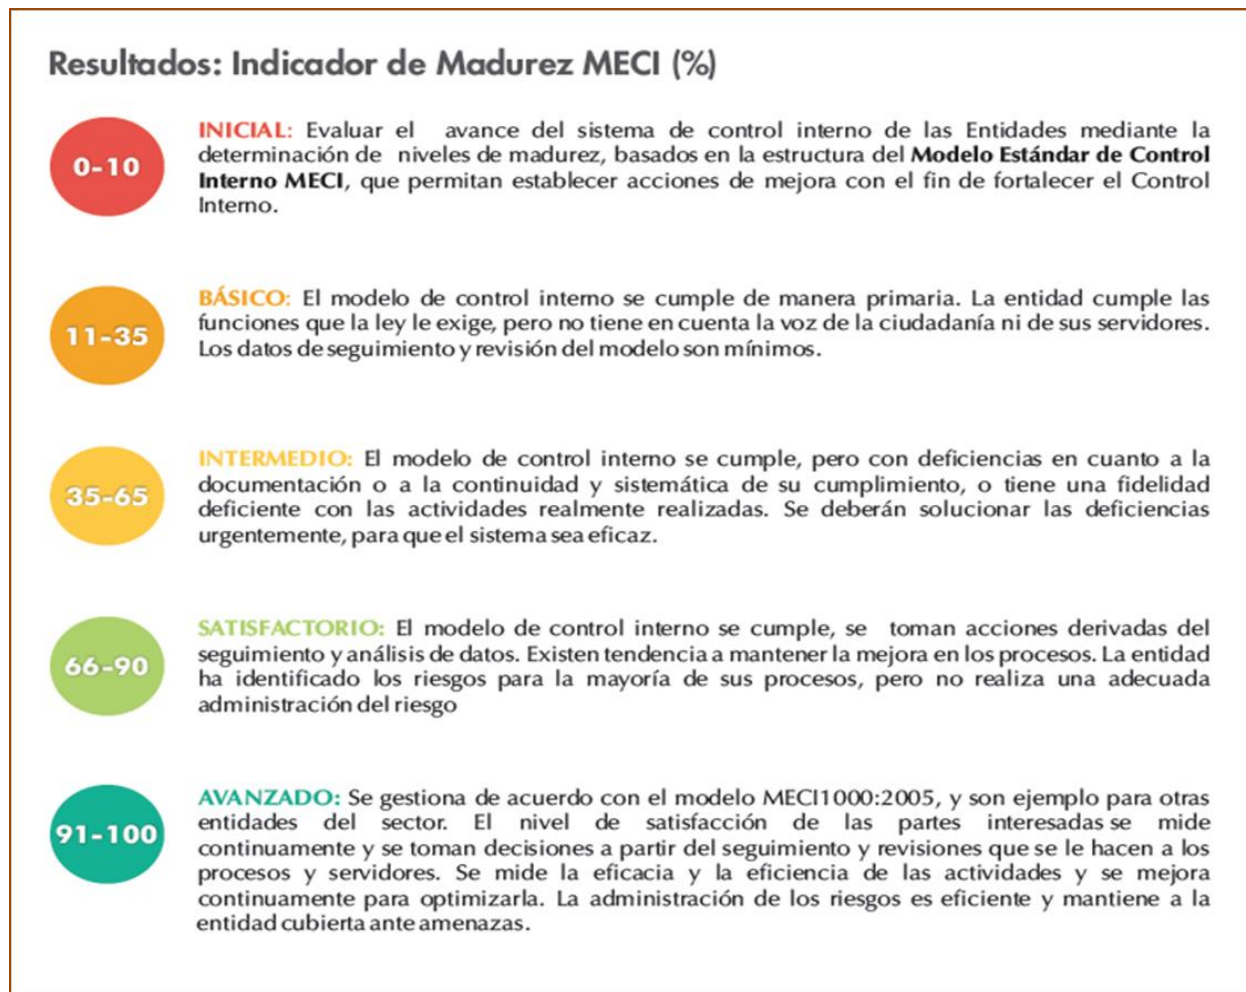 Resultados: Indicador de Madurez MECI (%)
0-10
INICIAL: Evaluar el avance del sistema de control interno de las Entidades mediante la
determinación de niveles de madurez, basados en la estructura del Modelo Estándar de Control
Interno MECI, que permitan establecer acciones de mejora con el fin de fortalecer el Control
Interno.
11-35
BÁSICO: El modelo de control interno se cumple de manera primaria. La entidad cumple las
funciones que la ley le exige, pero no tiene en cuenta la voz de la ciudadanía ni de sus servidores.
Los datos de seguimiento y revisión del modelo son mínimos.
35-65
INTERMEDIO: El modelo de control interno se cumple, pero con deficiencias en cuanto a la
documentación o a la continuidad y sistemática de su cumplimiento, o tiene una fidelidad
deficiente con las actividades realmente realizadas. Se deberán solucionar las deficiencias
urgentemente, para que el sistema sea eficaz.
66-90
SATISFACTORIO: El modelo de control interno se cumple, se toman acciones derivadas del
seguimiento y análisis de datos. Existen tendencia a mantener la mejora en los procesos. La entidad
ha identificado los riesgos para la mayoría de sus procesos, pero no realiza una adecuada
administración del riesgo
91-100
AVANZADO: Se gestiona de acuerdo con el modelo MECI1000:2005, y son ejemplo para otras
entidades del sector. El nivel de satisfacción de las partes interesadas se mide
continuamente y se toman decisiones a partir del seguimiento y revisiones que se le hacen a los
procesos y servidores. Se mide la eficacia y la eficiencia de las actividades y se mejora
continuamente para optimizarla. La administración de los riesgos es eficiente y mantiene a la
entidad cubierta ante amenazas.